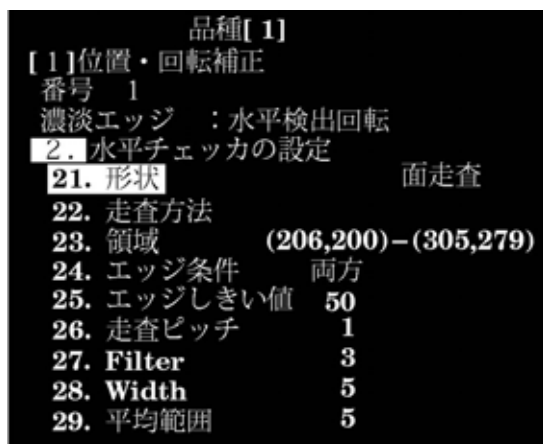 品種[ 1]
[ 1 ]位置・回転補正
番号 1
濃淡エッジ :水平検出回転
2. 水平チェッカの設定
21. 形状 面走査
22. 走査方法
23. 領域 (206,200)−(305,279)
24. エッジ条件 両方
25. エッジしきい値 50
26. 走査ピッチ 1
27. Filter 3
28. Width 5
29. 平均範囲 5